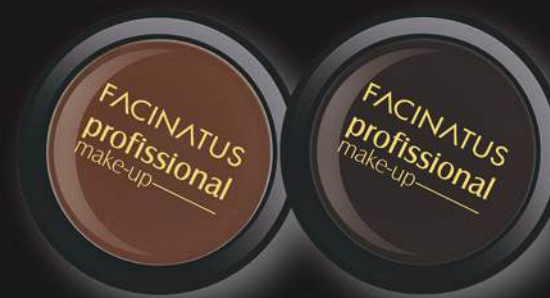 FACINATUS
profissional
make-up
FACINATUS
profissional
make-up